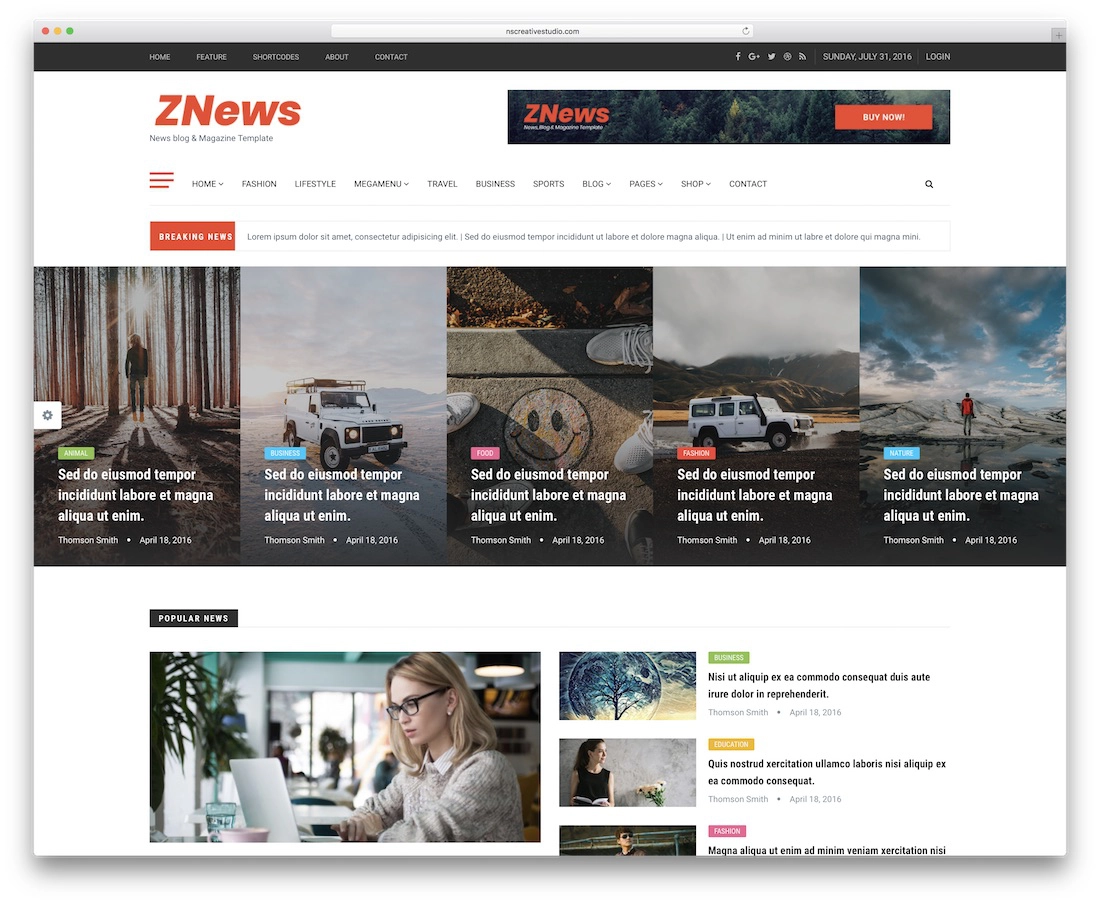 nscreativestudio.com
HOME FEATURE SHORTCODES ABOUT CONTACT SUNDAY, JULY 31, 2016 LOGIN
ZNews
News blog & Magazine Template
ZNews
News,Blog & Magazine Template
BUY NOW!
HOME FASHION LIFESTYLE MEGAMENU TRAVEL BUSINESS SPORTS BLOG PAGES SHOP CONTACT
BREAKING NEWS Lorem ipsum dolor sit amet, consectetur adipisicing elit. | Sed do eiusmod tempor incididunt ut labore et dolore magna aliqua. | Ut enim ad minim ut labre et dolore qui magna mini.
ANIMAL
Sed do eiusmod tempor
incididunt labore et magna
aliqua ut enim.
Thomson Smith • April 18, 2016
BUSINESS
Sed do eiusmod tempor
incididunt labore et magna
aliqua ut enim.
Thomson Smith • April 18, 2016
FOOD
Sed do eiusmod tempor
incididunt labore et magna
aliqua ut enim.
Thomson Smith • April 18, 2016
FASHION
Sed do eiusmod tempor
incididunt labore et magna
aliqua ut enim.
Thomson Smith • April 18, 2016
NATURE
Sed do eiusmod tempor
incididunt labore et magna
aliqua ut enim.
Thomson Smith • April 18, 2016
POPULAR NEWS
BUSINESS
Nisi ut aliquip ex ea commodo consequat duis aute
irure dolor in reprehenderit.
Thomson Smith • April 18, 2016
EDUCATION
Quis nostrud xercitation ullamco laboris nisi aliquip ex
ea commodo consequat.
Thomson Smith • April 18, 2016
FASHION
Magna aliqua ut enim ad minim veniam xercitation nisi